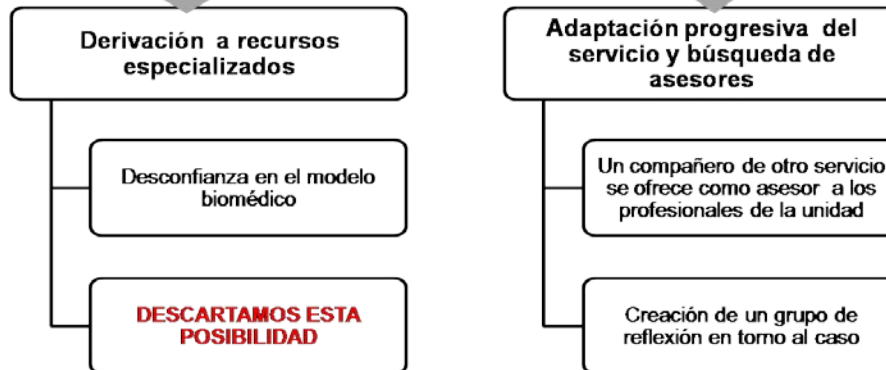 Derivación a recursos
especializados
Desconfianza en el modelo
biomédico
DESCARTAMOS ESTA
POSIBILIDAD
Adaptación progresiva del
servicio y búsqueda de
asesores
Un compañero de otro servicio
se ofrece como asesor a los
profesionales de la unidad
Creación de un grupo de
reflexión en torno al caso